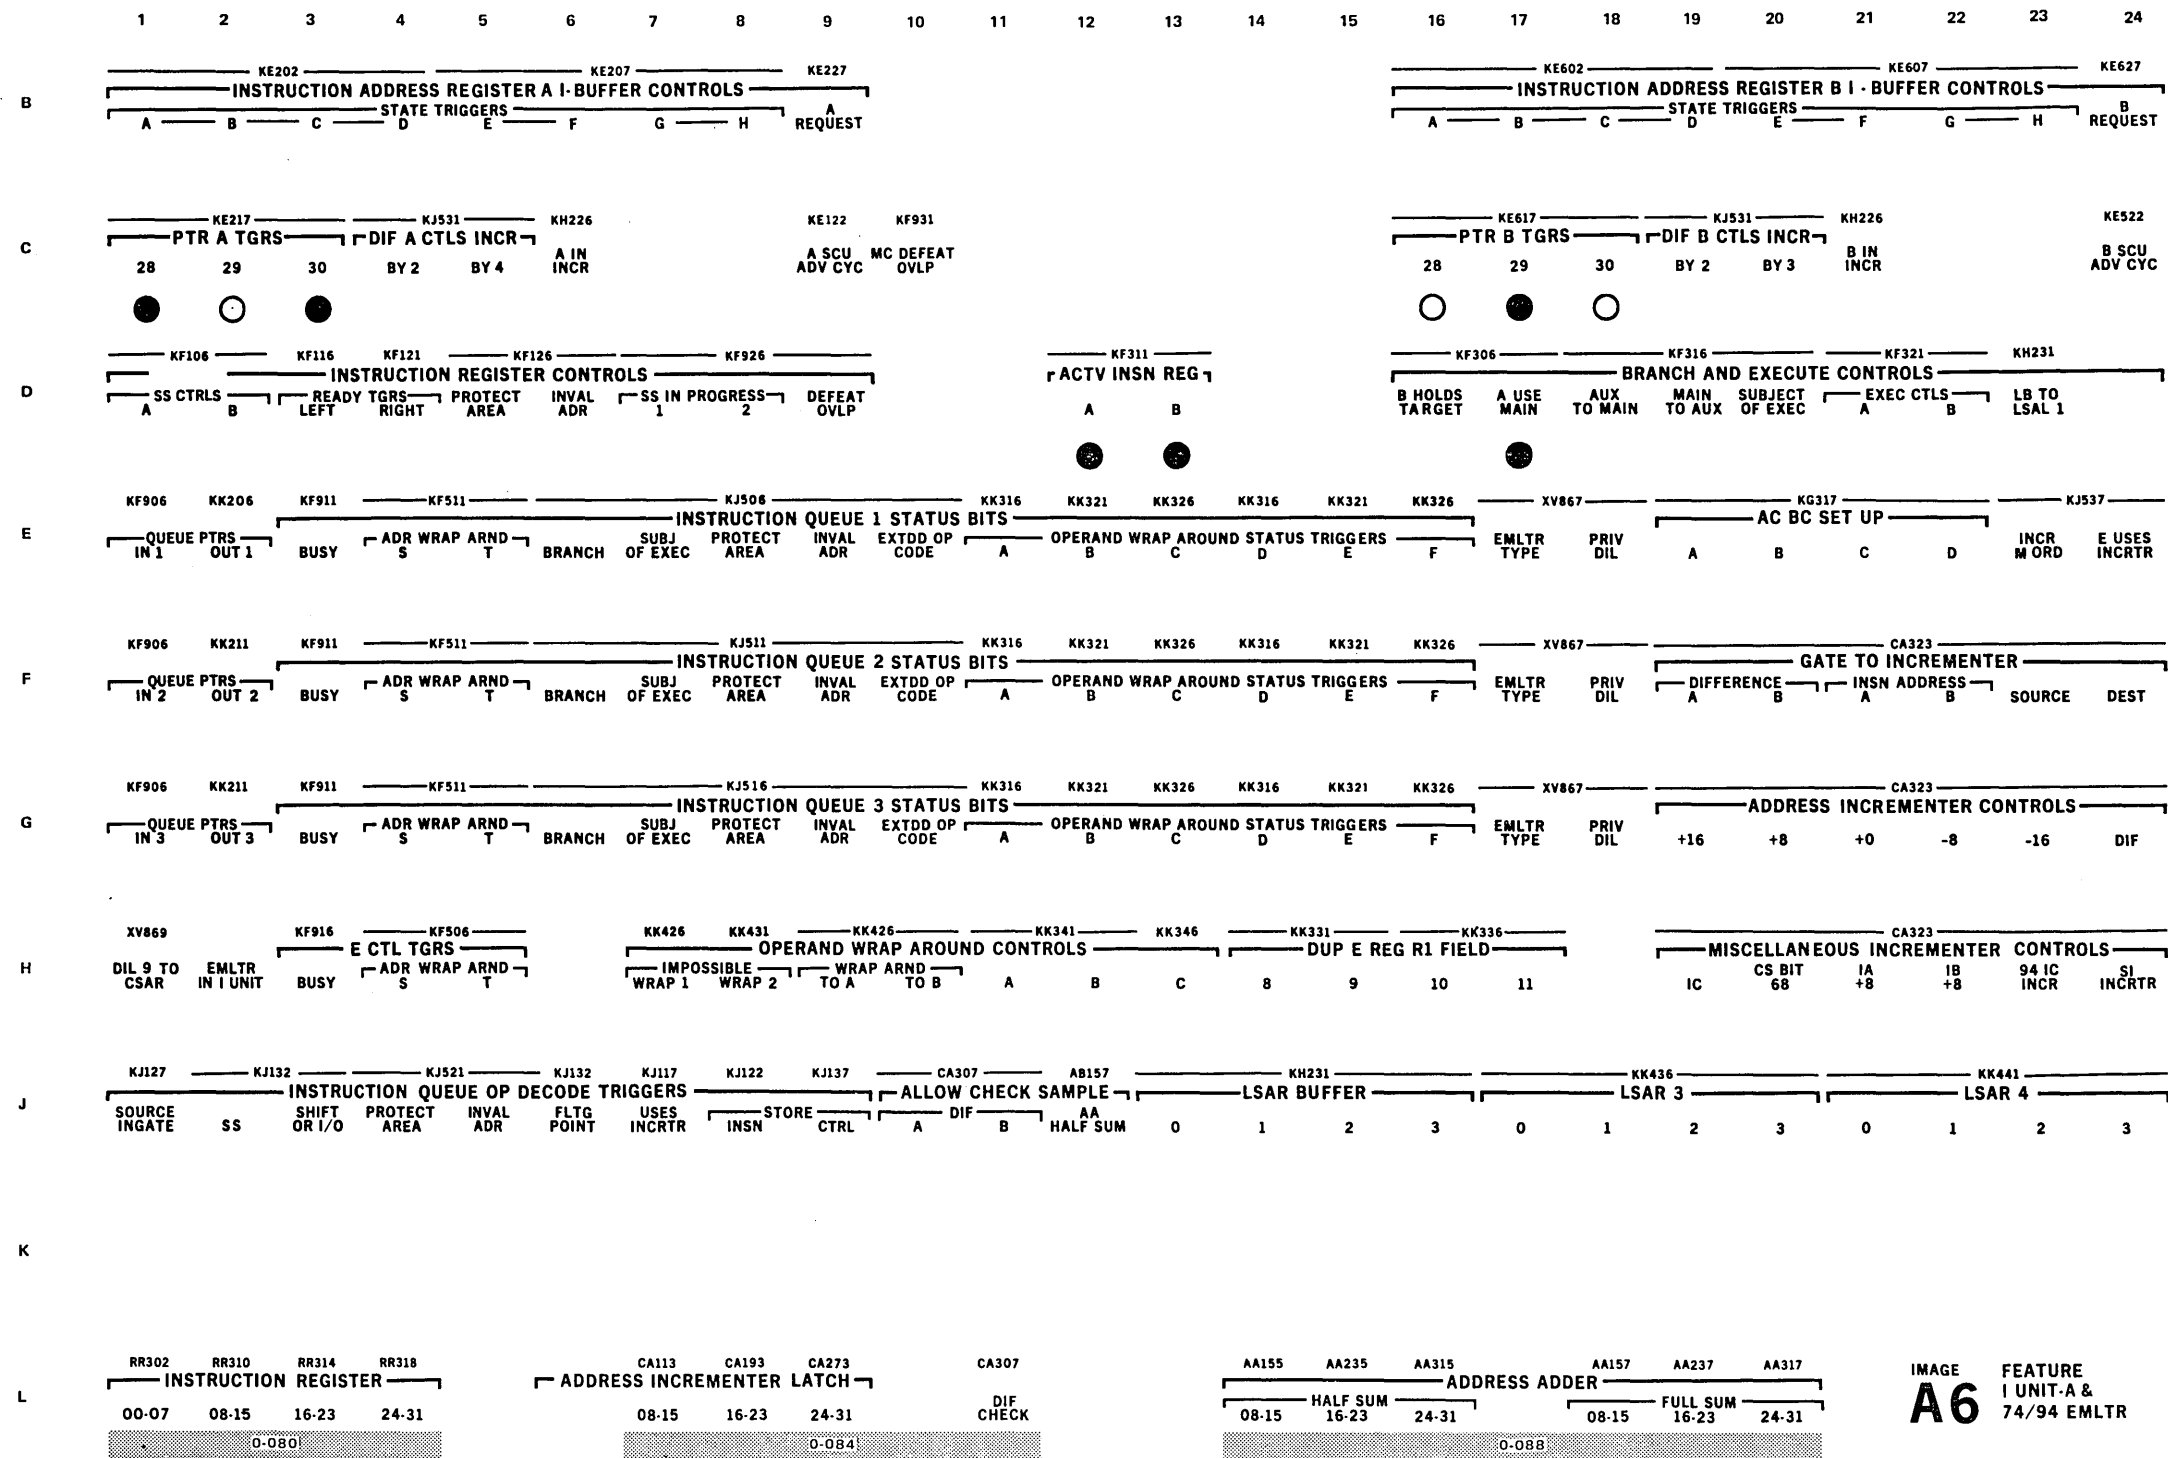 1 2 3 4 5 6 7 8 9 10 11 12 13 14 15 16 17 18 19 20 21 22 23 24
KE202 KE207 KE227 KE602 KE607 KE627
B INSTRUCTION ADDRESS REGISTER A I-BUFFER CONTROLS INSTRUCTION ADDRESS REGISTER B I - BUFFER CONTROLS
STATE TRIGGERS A STATE TRIGGERS B
A B C D E F G H REQUEST A B C D E F G H REQUEST
KE217 KJ531 KH226 KE122 KF931 KE617 KJ531 KH226 KE522
PTR A TGRS DIF A CTLS INCR PTR B TGRS DIF B CTLS INCR
C A IN A SCU MC DEFEAT B IN B SCU
28 29 30 BY 2 BY 4 INCR ADV CYC OVLP 28 29 30 BY 2 BY 3 INCR ADV CYC
KF106 KF116 KF121 KF126 KF926 KF311 KF306 KF316 KF321 KH231
INSTRUCTION REGISTER CONTROLS ACTV INSN REG BRANCH AND EXECUTE CONTROLS
D SS CTRLS READY TGRS PROTECT INVAL SS IN PROGRESS DEFEAT B HOLDS A USE AUX MAIN SUBJECT EXEC CTLS LB TO
A B LEFT RIGHT AREA ADR 1 2 OVLP A B TARGET MAIN TO MAIN TO AUX OF EXEC A B LSAL 1
KF906 KK206 KF911 KF511 KJ506 KK316 KK321 KK326 KK316 KK321 KK326 XV867 KG317 KJ537
INSTRUCTION QUEUE 1 STATUS BITS AC BC SET UP
E QUEUE PTRS ADR WRAP ARND SUBJ PROTECT INVAL EXTDD OP OPERAND WRAP AROUND STATUS TRIGGERS EMLTR PRIV INCR E USES
IN 1 OUT 1 BUSY S T BRANCH OF EXEC AREA ADR CODE A B C D E F TYPE DIL A B C D M ORD INCRTR
KF906 KK211 KF911 KF511 KJ511 KK316 KK321 KK326 KK316 KK321 KK326 XV867 CA323
INSTRUCTION QUEUE 2 STATUS BITS GATE TO INCREMENTER
F QUEUE PTRS ADR WRAP ARND SUBJ PROTECT INVAL EXTDD OP OPERAND WRAP AROUND STATUS TRIGGERS EMLTR PRIV DIFFERENCE INSN ADDRESS
IN 2 OUT 2 BUSY S T BRANCH OF EXEC AREA ADR CODE A B C D E F TYPE DIL A B A B SOURCE DEST
KF906 KK211 KF911 KF511 KJ516 KK316 KK321 KK326 KK316 KK321 KK326 XV867 CA323
INSTRUCTION QUEUE 3 STATUS BITS ADDRESS INCREMENTER CONTROLS
G QUEUE PTRS ADR WRAP ARND SUBJ PROTECT INVAL EXTDD OP OPERAND WRAP AROUND STATUS TRIGGERS EMLTR PRIV
IN 3 OUT 3 BUSY S T BRANCH OF EXEC AREA ADR CODE A B C D E F TYPE DIL +16 +8 +0 -8 -16 DIF
XV869 KF916 KF506 KK426 KK431 KK426 KK341 KK346 KK331 KK336 CA323
E CTL TGRS OPERAND WRAP AROUND CONTROLS DUP E REG R1 FIELD MISCELLANEOUS INCREMENTER CONTROLS
H DIL 9 TO EMLTR ADR WRAP ARND IMPOSSIBLE WRAP ARND CS BIT IA IB 94 IC SI
CSAR IN I UNIT BUSY S T WRAP 1 WRAP 2 TO A TO B A B C 8 9 10 11 IC 68 +8 +8 INCR INCRTR
KJ127 KJ132 KJ521 KJ132 KJ117 KJ122 KJ137 CA307 AB157 KH231 KK436 KK441
INSTRUCTION QUEUE OP DECODE TRIGGERS ALLOW CHECK SAMPLE LSAR BUFFER LSAR 3 LSAR 4
J SOURCE SHIFT PROTECT INVAL FLTG USES STORE DIF AA
INGATE SS OR I/O AREA ADR POINT INCRTR INSN CTRL A B HALF SUM 0 1 2 3 0 1 2 3 0 1 2 3
K
RR302 RR310 RR314 RR318 CA113 CA193 CA273 CA307 AA155 AA235 AA315 AA157 AA237 AA317 IMAGE FEATURE
INSTRUCTION REGISTER ADDRESS INCREMENTER LATCH ADDRESS ADDER A6 I UNIT-A &
L DIF HALF SUM FULL SUM 74/94 EMLTR
00-07 08-15 16-23 24-31 08-15 16-23 24-31 CHECK 08-15 16-23 24-31 08-15 16-23 24-31
0-080 0-084 0-088